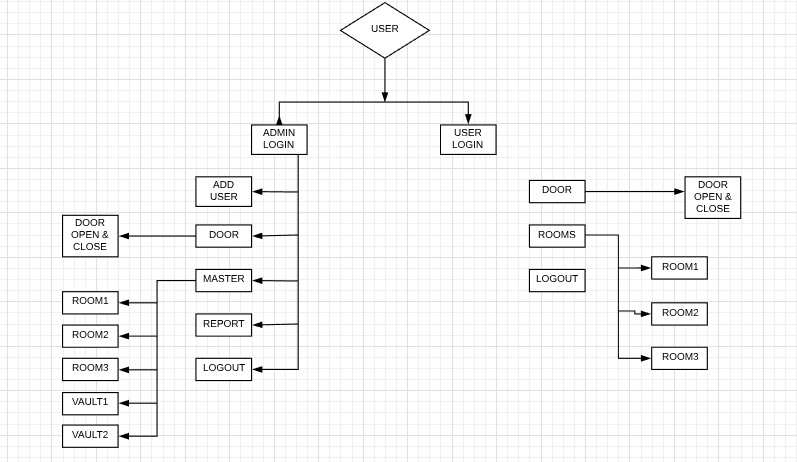 USER
ADMIN
LOGIN
USER
LOGIN
ADD
USER
DOOR
DOOR
OPEN &
CLOSE
MASTER
ROOM1
ROOM2
ROOM3
VAULT1
VAULT2
REPORT
LOGOUT
DOOR
DOOR
OPEN &
CLOSE
ROOMS
ROOM1
ROOM2
ROOM3
LOGOUT